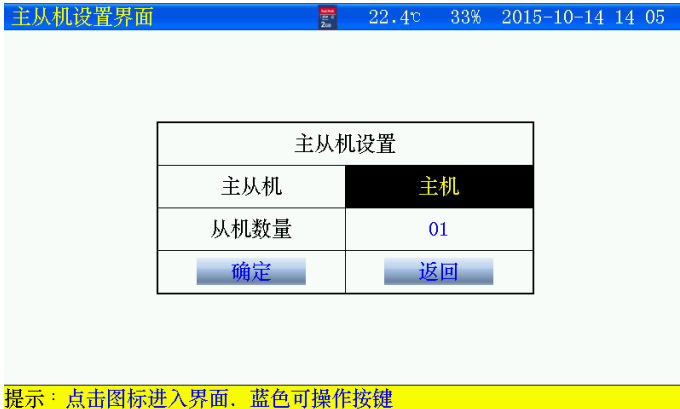 主从机设置界面 22.4℃ 33% 2015-10-14 14 05
主从机设置
主从机 主机
从机数量 01
确定 返回
提示：点击图标进入界面．蓝色可操作按键